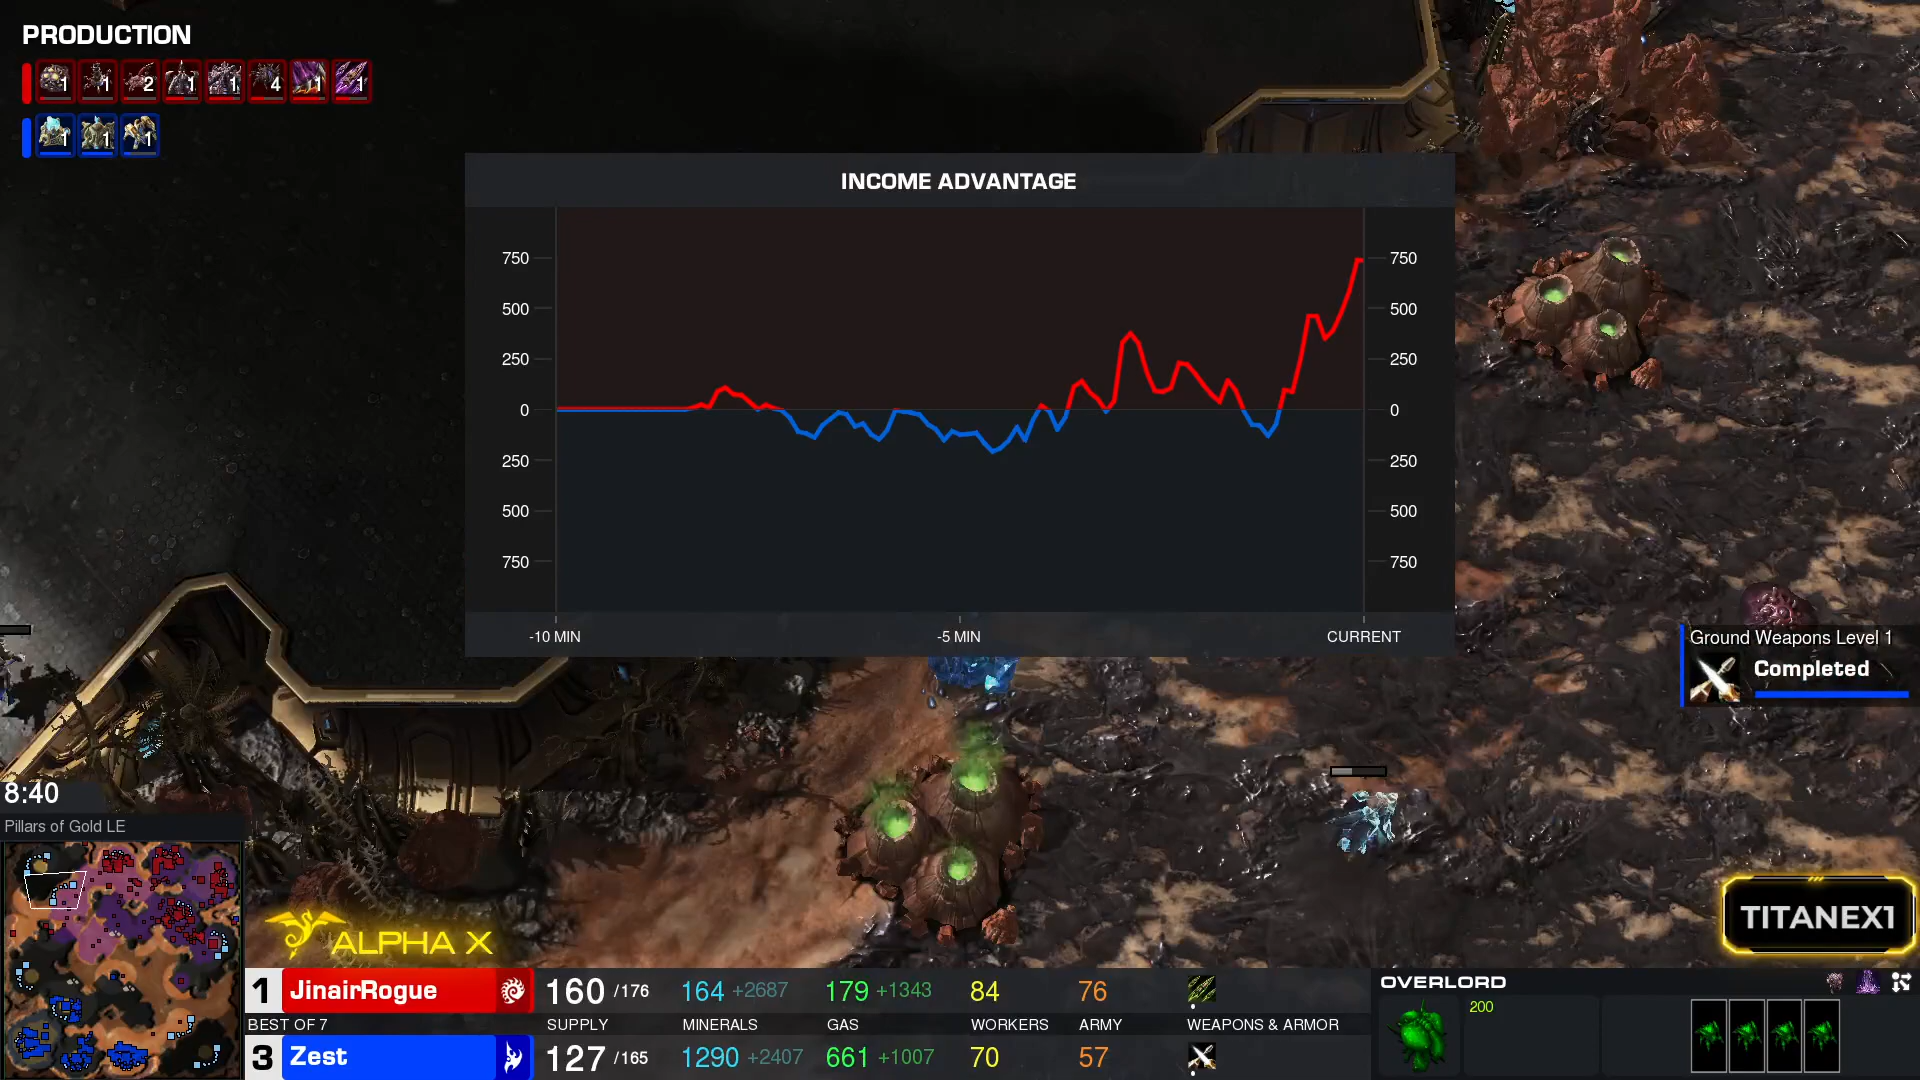 PRODUCTION
1 1 2 1 1 4 1 1
1 1 1
INCOME ADVANTAGE
750 750
500 500
250 250
0 0
250 250
500 500
750 750
-10 MIN -5 MIN CURRENT
Ground Weapons Level 1
Completed
8:40
Pillars of Gold LE
ALPHA X
TITANEX1
1 JinairRogue 160 /176 164 +2687 179 +1343 84 76
BEST OF 7 SUPPLY MINERALS GAS WORKERS ARMY WEAPONS & ARMOR
3 Zest 127 /165 1290 +2407 661 +1007 70 57
OVERLORD
200